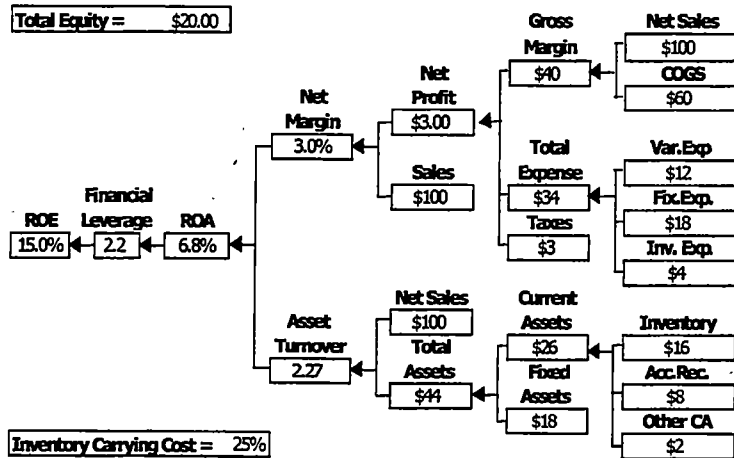 Total Equity = $20.00
Gross
Margin
$40
Net Sales
$100
COGS
$60
Net
Profit
$3.00
Net
Margin
3.0%
Sales
$100
Total
Expense
$34
Taxes
$3
Var.Exp
$12
Fix.Exp.
$18
Inv. Exp.
$4
ROE
15.0%
Financial
Leverage
2.2
ROA
6.8%
Asset
Turnover
2.27
Net Sales
$100
Total
Assets
$44
Current
Assets
$26
Fixed
Assets
$18
Inventory
$16
Acc.Rec.
$8
Other CA
$2
Inventory Carrying Cost = 25%